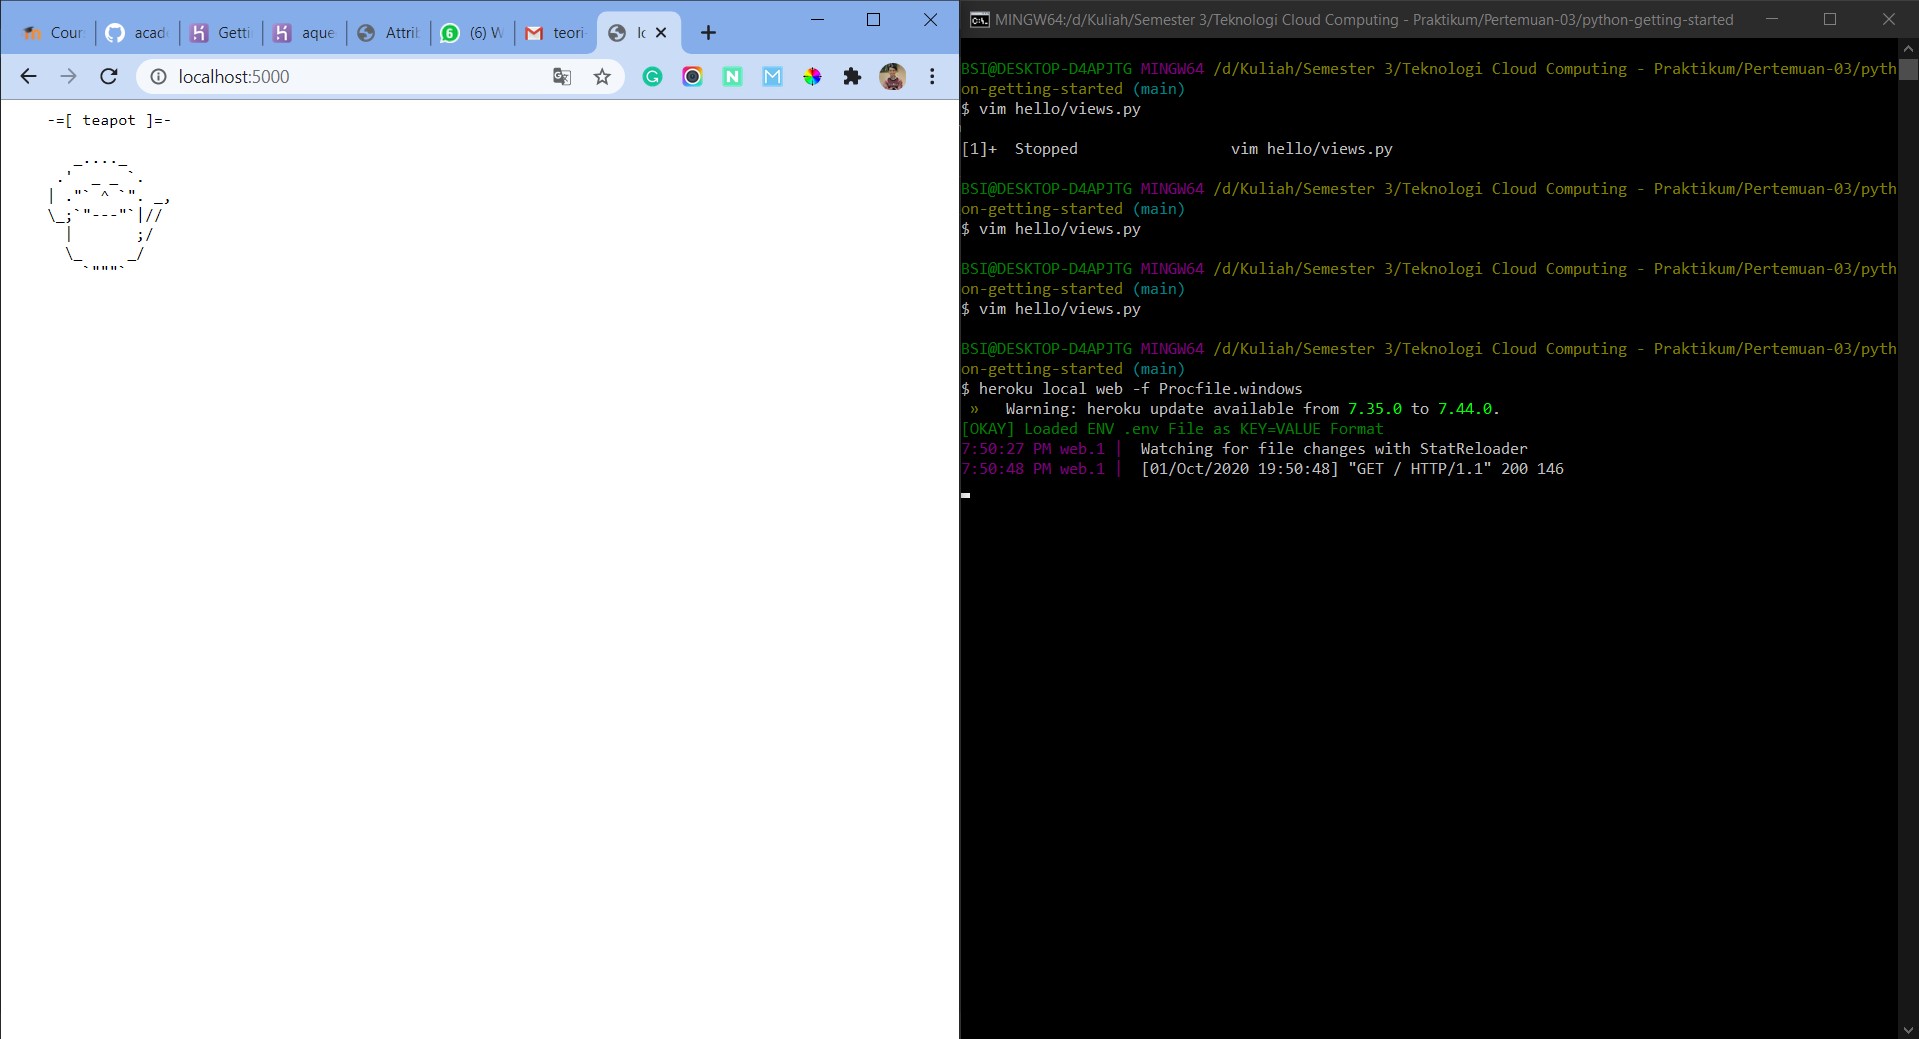 Cour
acad
Getti
aque
Attri
(6) W
teori
localhost:5000
-=[ teapot ]=-
   _...._
 .'  _ _ `.
| ."` ^ `". _,
\_;`"---"`|//
  |       ;/
  \_     _/
    `"""`
MINGW64:/d/Kuliah/Semester 3/Teknologi Cloud Computing - Praktikum/Pertemuan-03/python-getting-started
BSI@DESKTOP-D4APJTG MINGW64 /d/Kuliah/Semester 3/Teknologi Cloud Computing - Praktikum/Pertemuan-03/pyth
on-getting-started (main)
$ vim hello/views.py
[1]+  Stopped                 vim hello/views.py
BSI@DESKTOP-D4APJTG MINGW64 /d/Kuliah/Semester 3/Teknologi Cloud Computing - Praktikum/Pertemuan-03/pyth
on-getting-started (main)
$ vim hello/views.py
BSI@DESKTOP-D4APJTG MINGW64 /d/Kuliah/Semester 3/Teknologi Cloud Computing - Praktikum/Pertemuan-03/pyth
on-getting-started (main)
$ vim hello/views.py
BSI@DESKTOP-D4APJTG MINGW64 /d/Kuliah/Semester 3/Teknologi Cloud Computing - Praktikum/Pertemuan-03/pyth
on-getting-started (main)
$ heroku local web -f Procfile.windows
 »   Warning: heroku update available from 7.35.0 to 7.44.0.
[OKAY] Loaded ENV .env File as KEY=VALUE Format
7:50:27 PM web.1 |  Watching for file changes with StatReloader
7:50:48 PM web.1 |  [01/Oct/2020 19:50:48] "GET / HTTP/1.1" 200 146